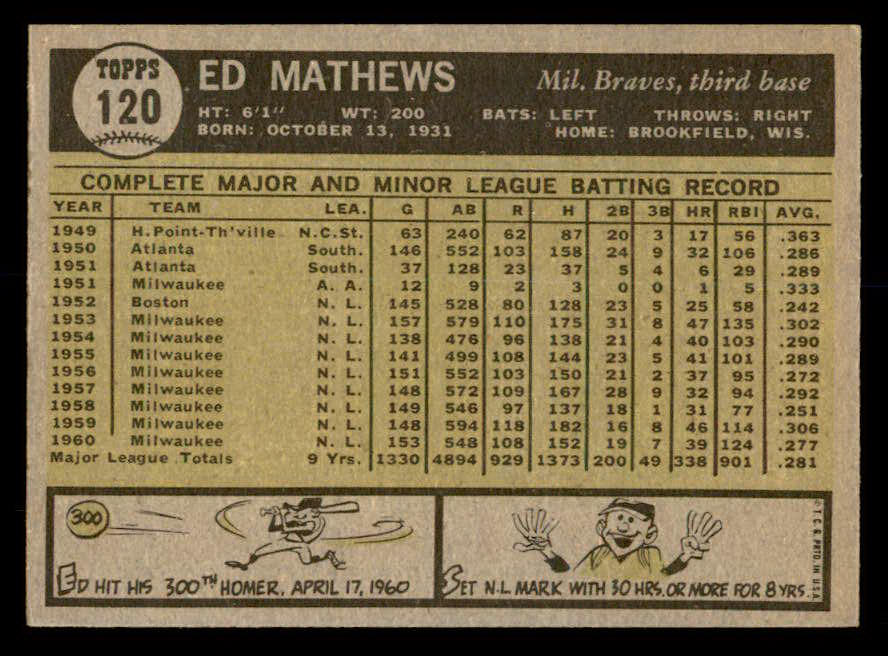 TOPPS
120
ED MATHEWS
Mil. Braves, third base
HT: 6'1" WT: 200 BATS: LEFT THROWS: RIGHT
BORN: OCTOBER 13, 1931 HOME: BROOKFIELD, WIS.
COMPLETE MAJOR AND MINOR LEAGUE BATTING RECORD
YEAR TEAM LEA. G AB R H 2B 3B HR RBI AVG.
1949 H.Point-Th'ville N.C.St. 63 240 62 87 20 3 17 56 .363
1950 Atlanta South. 146 552 103 158 24 9 32 106 .286
1951 Atlanta South. 37 128 23 37 5 4 6 29 .289
1951 Milwaukee A. A. 12 9 2 3 0 0 1 5 .333
1952 Boston N. L. 145 528 80 128 23 5 25 58 .242
1953 Milwaukee N. L. 157 579 110 175 31 8 47 135 .302
1954 Milwaukee N. L. 138 476 96 138 21 4 40 103 .290
1955 Milwaukee N. L. 141 499 108 144 23 5 41 101 .289
1956 Milwaukee N. L. 151 552 103 150 21 2 37 95 .272
1957 Milwaukee N. L. 148 572 109 167 28 9 32 94 .292
1958 Milwaukee N. L. 149 546 97 137 18 1 31 77 .251
1959 Milwaukee N. L. 148 594 118 182 16 8 46 114 .306
1960 Milwaukee N. L. 153 548 108 152 19 7 39 124 .277
Major League Totals 9 Yrs. 1330 4894 929 1373 200 49 338 901 .281
300
ED HIT HIS 300TH HOMER, APRIL 17, 1960
SET N.L. MARK WITH 30 HRS. OR MORE FOR 8 YRS.
© T. C. G. PRTD. IN U.S.A.